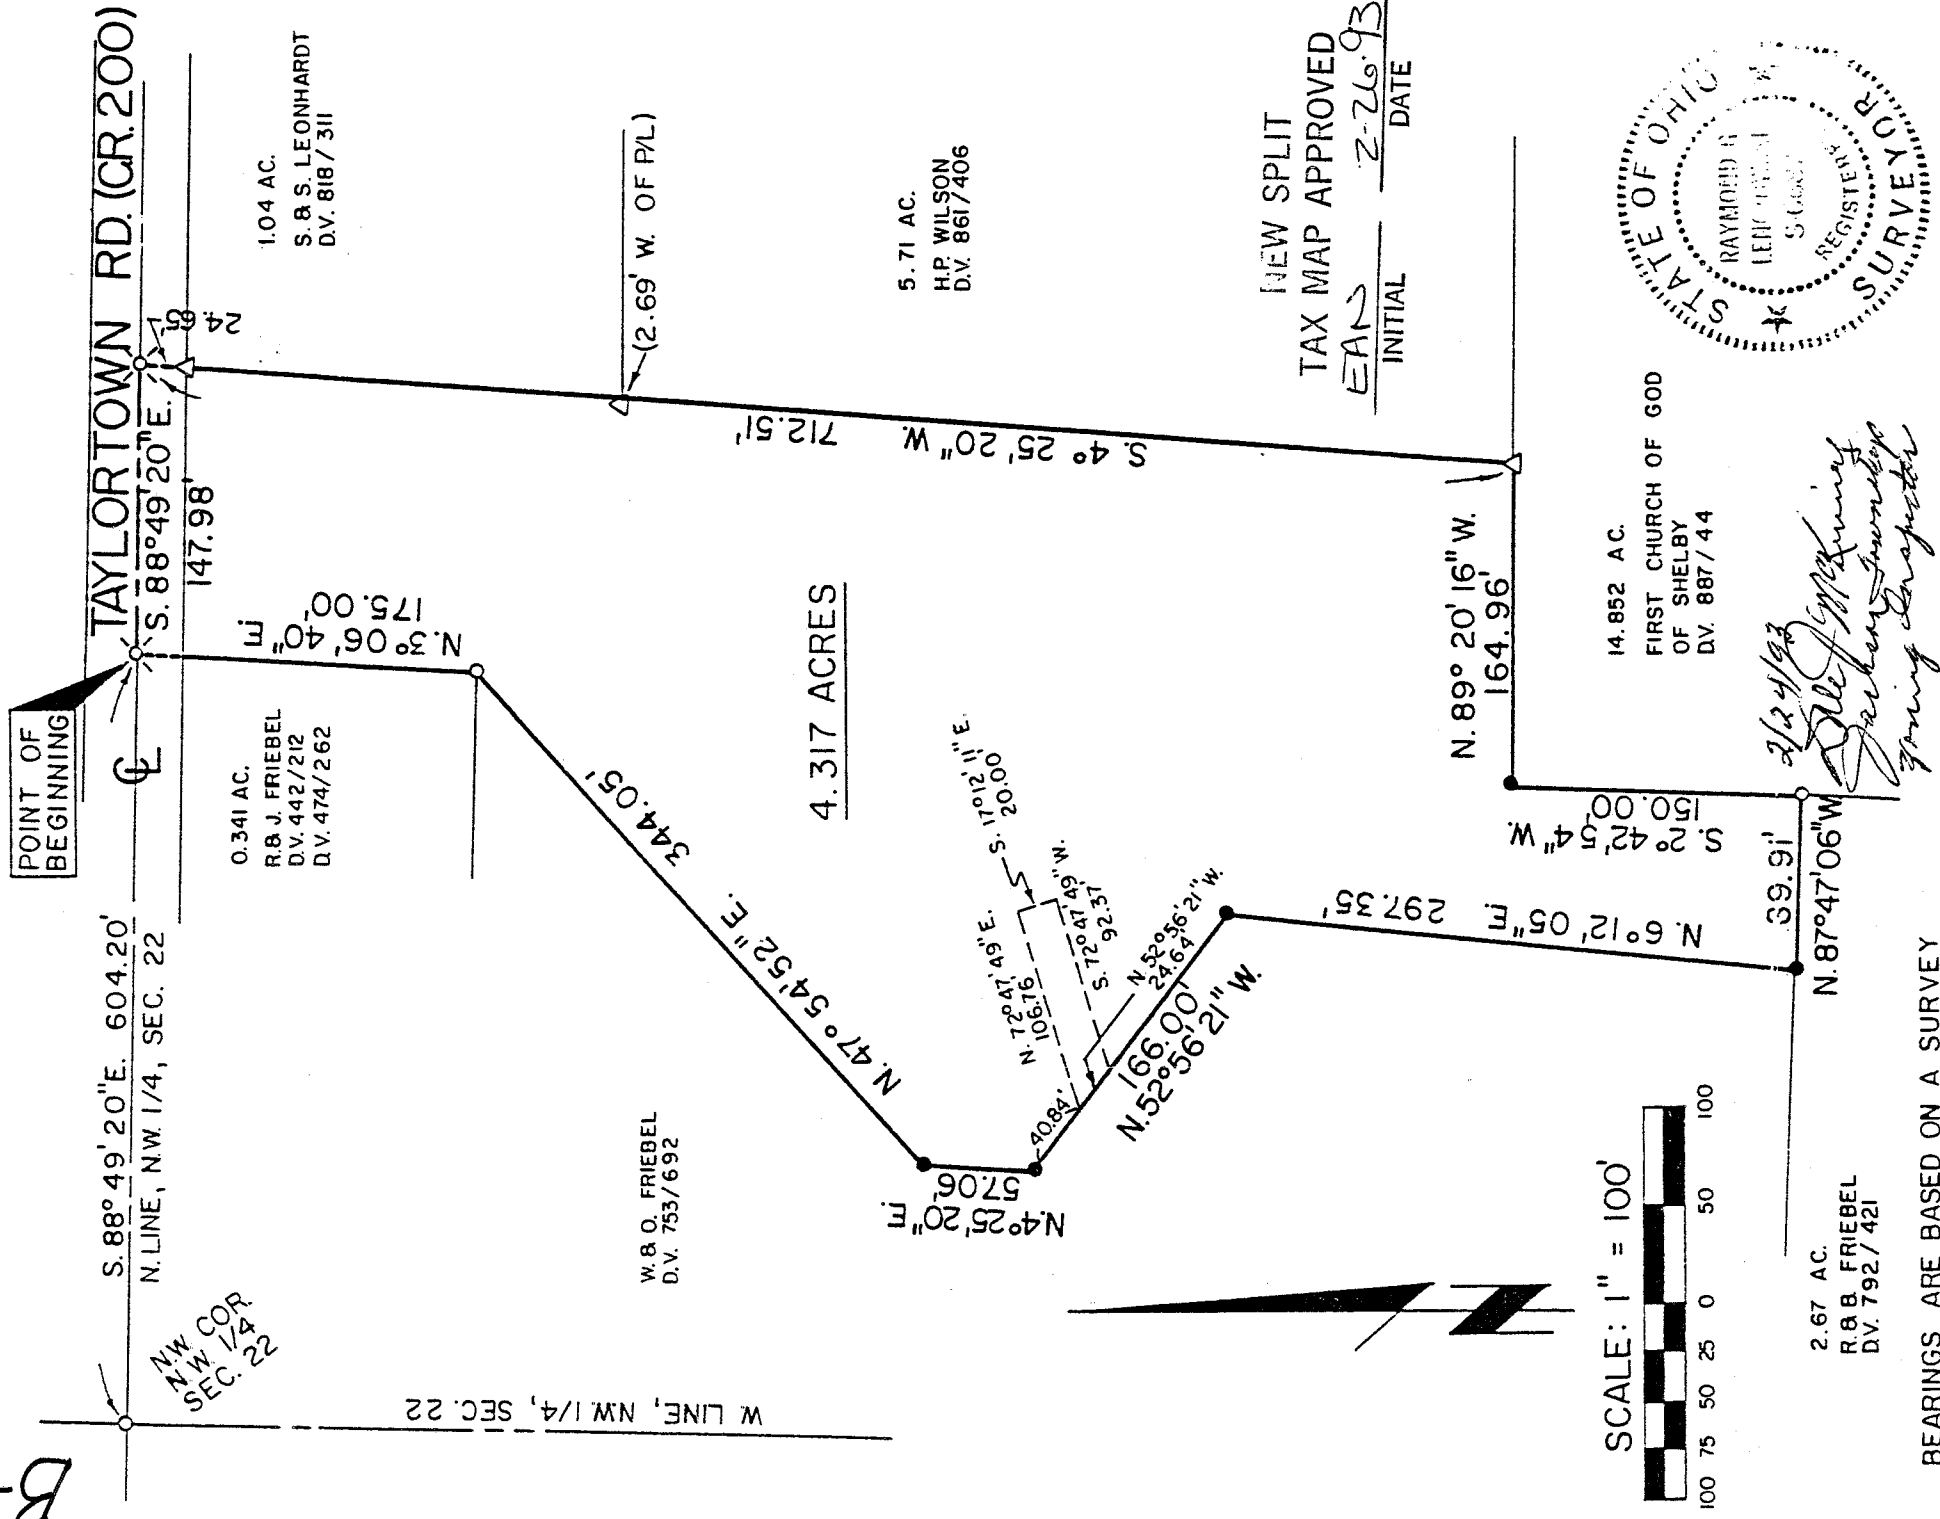 B-
POINT OF
BEGINNING
TAYLORTOWN RD. (C.R. 200)
S. 88° 49' 20" E. 604.20'
N. LINE, N.W. 1/4, SEC. 22
N.W. COR.
N.W. 1/4
SEC. 22
W. LINE, N.W. 1/4, SEC. 22
℄
S. 88° 49' 20" E.
147.98'
24.65
1.04 AC.
S. & S. LEONHARDT
D.V. 818 / 311
0.341 AC.
R. & J. FRIEBEL
D.V. 442 / 212
D.V. 474 / 262
N. 3° 06' 40" E.
175.00'
(2.69' W. OF P/L)
712.51'
S. 4° 25' 20" W.
5.71 AC.
H.P. WILSON
D.V. 861 / 406
N. 47° 54' 52" E. 344.05'
4.317 ACRES
W. & O. FRIEBEL
D.V. 753 / 692
N. 4° 25' 20" E.
57.06'
N. 72° 47' 49" E.
106.76
S. 17° 12' 11" E.
20.00'
S. 72° 47' 49" W.
92.37'
N. 52° 56' 21" W.
24.64'
40.84'
166.00'
N. 52° 56' 21" W.
N. 6° 12' 05" E. 297.35'
N. 89° 20' 16" W.
164.96'
S. 2° 42' 54" W.
150.00'
39.91'
N. 87° 47' 06" W.
NEW SPLIT
TAX MAP APPROVED
EAN 2-26-93
INITIAL DATE
14.852 AC.
FIRST CHURCH OF GOD
OF SHELBY
D.V. 887 / 44
2/24/93
Jackson Township
Zoning Inspector
STATE OF OHIO
RAYMOND
REGISTERED
SURVEYOR
SCALE: 1" = 100'
100 75 50 25 0 50 100
2.67 AC.
R. & B. FRIEBEL
D.V. 792 / 421
BEARINGS ARE BASED ON A SURVEY